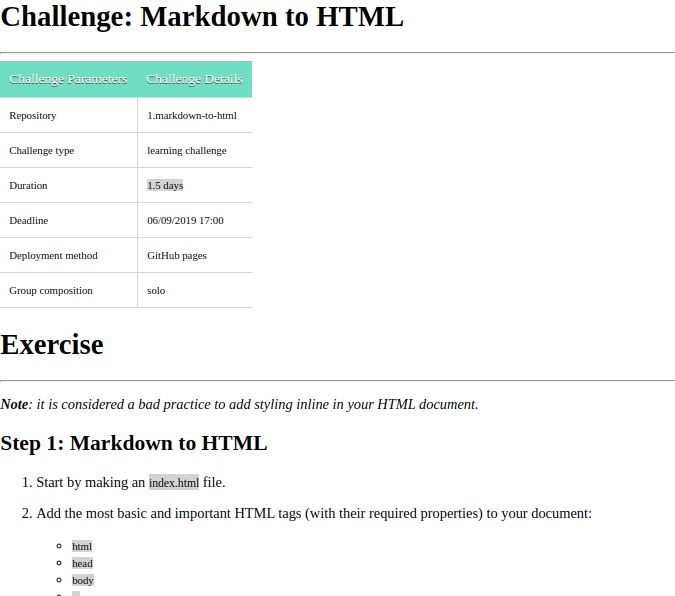 Challenge: Markdown to HTML
Challenge Parameters Challenge Details
Repository 1.markdown-to-html
Challenge type learning challenge
Duration 1.5 days
Deadline 06/09/2019 17:00
Deployment method GitHub pages
Group composition solo
Exercise
Note: it is considered a bad practice to add styling inline in your HTML document.
Step 1: Markdown to HTML
1. Start by making an index.html file.
2. Add the most basic and important HTML tags (with their required properties) to your document:
html
head
body